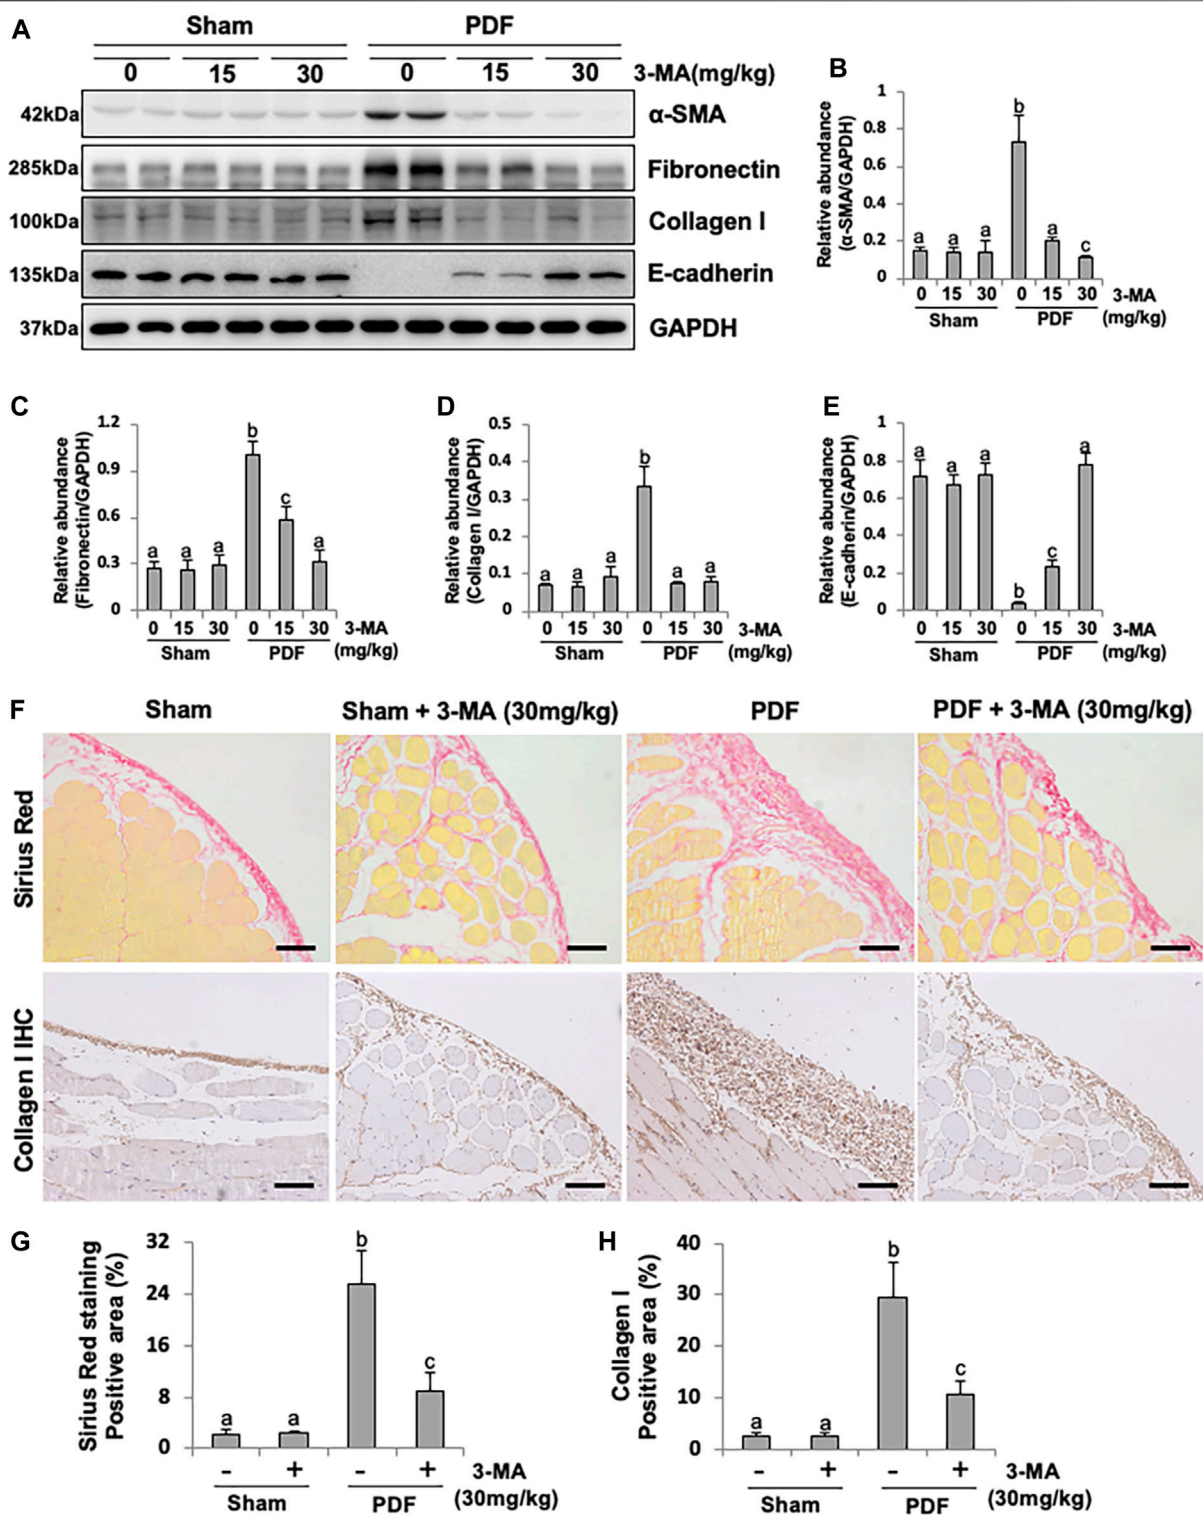 A
Sham
PDF
0
15
30
0
15
30
3-MA(mg/kg)
42kDa
α-SMA
285kDa
Fibronectin
100kDa
Collagen I
135kDa
E-cadherin
37kDa
GAPDH
B
Relative abundance
(α-SMA/GAPDH)
1
0.8
0.6
0.4
0.2
0
a a a b a c
0 15 30 0 15 30 3-MA
Sham PDF (mg/kg)
C
Relative abundance
(Fibronectin/GAPDH)
1.2
0.9
0.6
0.3
0
a a a b c a
0 15 30 0 15 30 3-MA
Sham PDF (mg/kg)
D
Relative abundance
(Collagen I/GAPDH)
0.5
0.4
0.3
0.2
0.1
0
a a a b a a
0 15 30 0 15 30 3-MA
Sham PDF (mg/kg)
E
Relative abundance
(E-cadherin/GAPDH)
1
0.8
0.6
0.4
0.2
0
a a a b c a
0 15 30 0 15 30 3-MA
Sham PDF (mg/kg)
F
Sham
Sham + 3-MA (30mg/kg)
PDF
PDF + 3-MA (30mg/kg)
Sirius Red
Collagen I IHC
G
Sirius Red staining
Positive area (%)
32
24
16
8
0
a a b c
- + - + 3-MA
Sham PDF (30mg/kg)
H
Collagen I
Positive area (%)
40
30
20
10
0
a a b c
- + - + 3-MA
Sham PDF (30mg/kg)